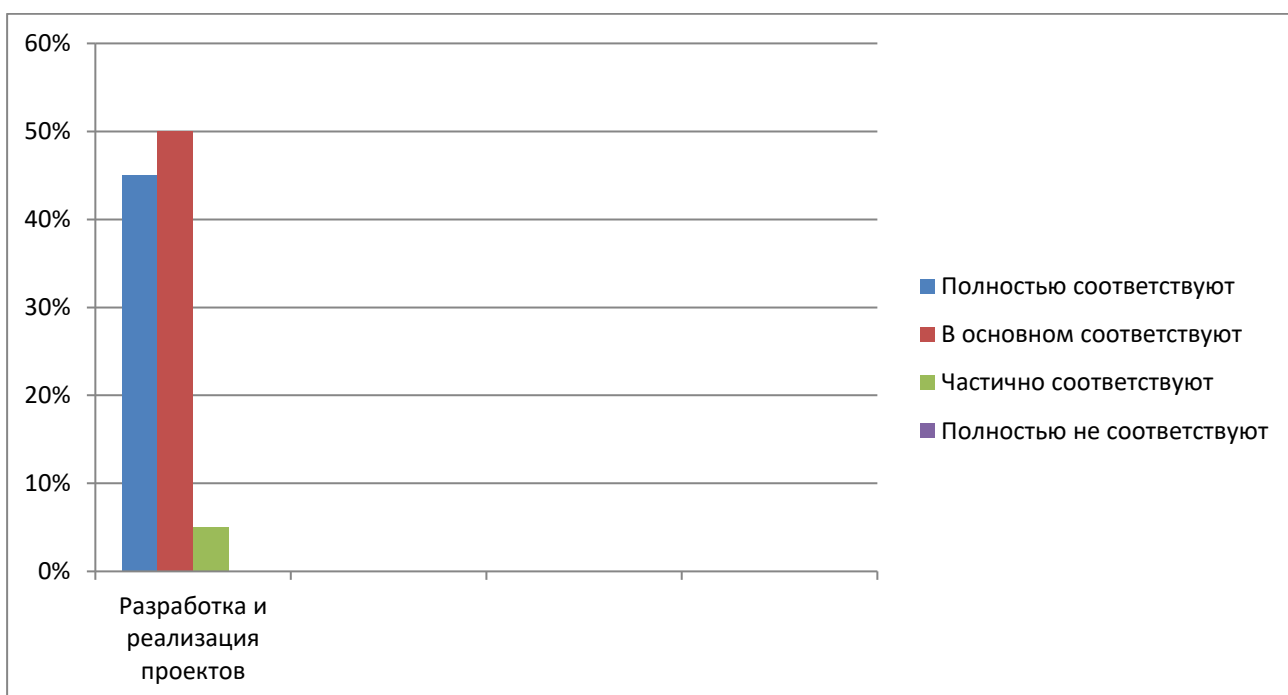 60%
50%
40%
30%
20%
10%
0%
Разработка и
реализация
проектов
Полностью соответствуют
В основном соответствуют
Частично соответствуют
Полностью не соответствуют